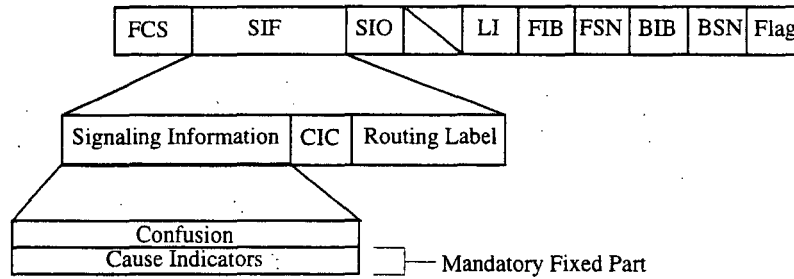 FCS SIF SIO LI FIB FSN BIB BSN Flag
Signaling Information CIC Routing Label
Confusion
Cause Indicators
Mandatory Fixed Part